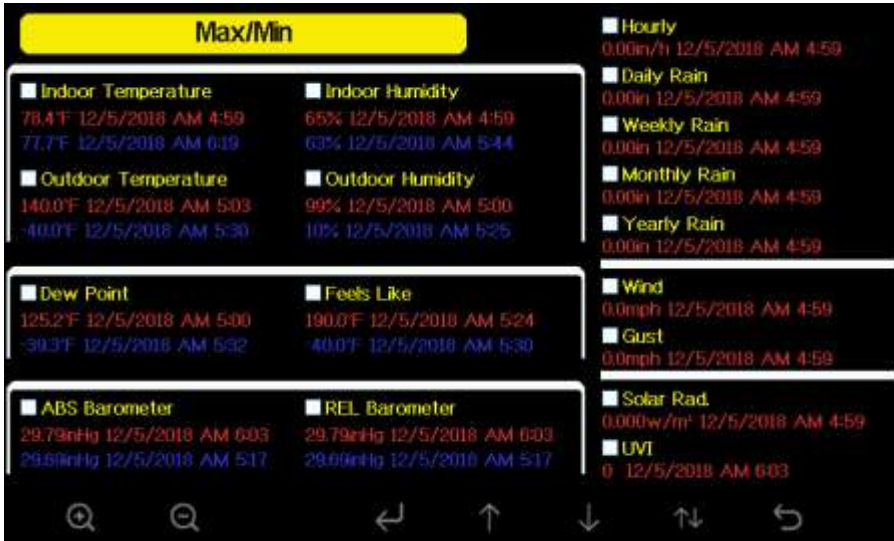 Max/Min
Indoor Temperature
78.4°F 12/5/2018 AM 4:59
77.7°F 12/5/2018 AM 6:19
Indoor Humidity
65% 12/5/2018 AM 4:59
63% 12/5/2018 AM 5:44
Outdoor Temperature
140.0°F 12/5/2018 AM 5:03
-40.0°F 12/5/2018 AM 5:30
Outdoor Humidity
99% 12/5/2018 AM 5:00
10% 12/5/2018 AM 5:25
Dew Point
125.2°F 12/5/2018 AM 5:00
-39.3°F 12/5/2018 AM 5:32
Feels Like
190.0°F 12/5/2018 AM 5:24
-40.0°F 12/5/2018 AM 5:30
ABS Barometer
29.79inHg 12/5/2018 AM 6:03
29.69inHg 12/5/2018 AM 5:17
REL Barometer
29.79inHg 12/5/2018 AM 6:03
29.69inHg 12/5/2018 AM 5:17
Hourly
0.00in/h 12/5/2018 AM 4:59
Daily Rain
0.00in 12/5/2018 AM 4:59
Weekly Rain
0.00in 12/5/2018 AM 4:59
Monthly Rain
0.00in 12/5/2018 AM 4:59
Yearly Rain
0.00in 12/5/2018 AM 4:59
Wind
0.0mph 12/5/2018 AM 4:59
Gust
0.0mph 12/5/2018 AM 4:59
Solar Rad.
0.000w/m² 12/5/2018 AM 4:59
UVI
0 12/5/2018 AM 6:03